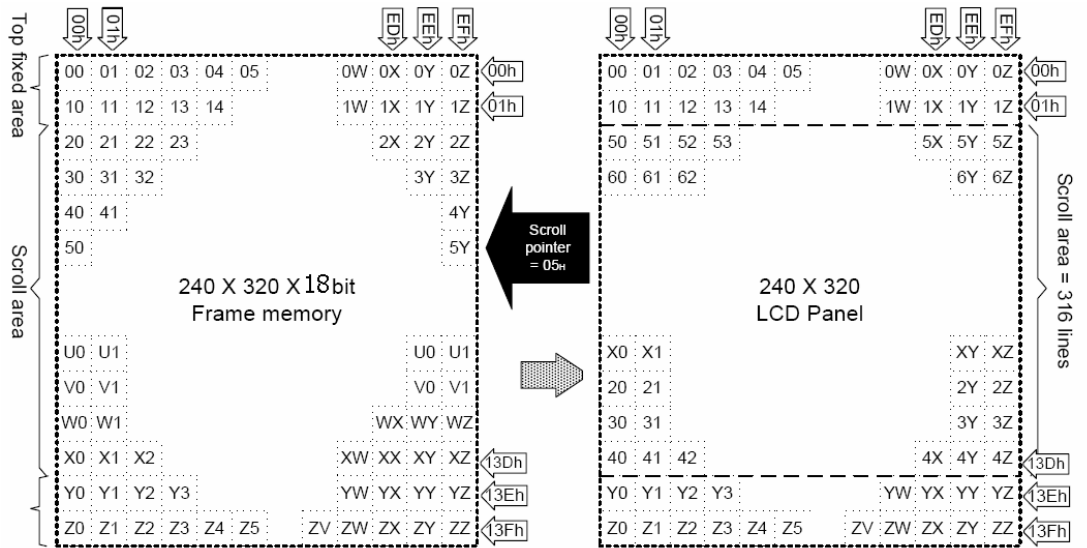 00h 01h EDh EEh EFh 00h 01h EDh EEh EFh
Top fixed area
00 01 02 03 04 05 0W 0X 0Y 0Z 00h 00 01 02 03 04 05 0W 0X 0Y 0Z 00h
10 11 12 13 14 1W 1X 1Y 1Z 01h 10 11 12 13 14 1W 1X 1Y 1Z 01h
20 21 22 23 2X 2Y 2Z 50 51 52 53 5X 5Y 5Z
30 31 32 3Y 3Z 60 61 62 6Y 6Z
40 41 4Y
50 5Y
Scroll area
Scroll
pointer
= 05H
Scroll area = 316 lines
240 X 320 X 18bit
Frame memory
240 X 320
LCD Panel
U0 U1 U0 U1 X0 X1 XY XZ
V0 V1 V0 V1 20 21 2Y 2Z
W0 W1 WX WY WZ 30 31 3Y 3Z
X0 X1 X2 XW XX XY XZ 13Dh 40 41 42 4X 4Y 4Z 13Dh
Y0 Y1 Y2 Y3 YW YX YY YZ 13Eh Y0 Y1 Y2 Y3 YW YX YY YZ 13Eh
Z0 Z1 Z2 Z3 Z4 Z5 ZV ZW ZX ZY ZZ 13Fh Z0 Z1 Z2 Z3 Z4 Z5 ZV ZW ZX ZY ZZ 13Fh